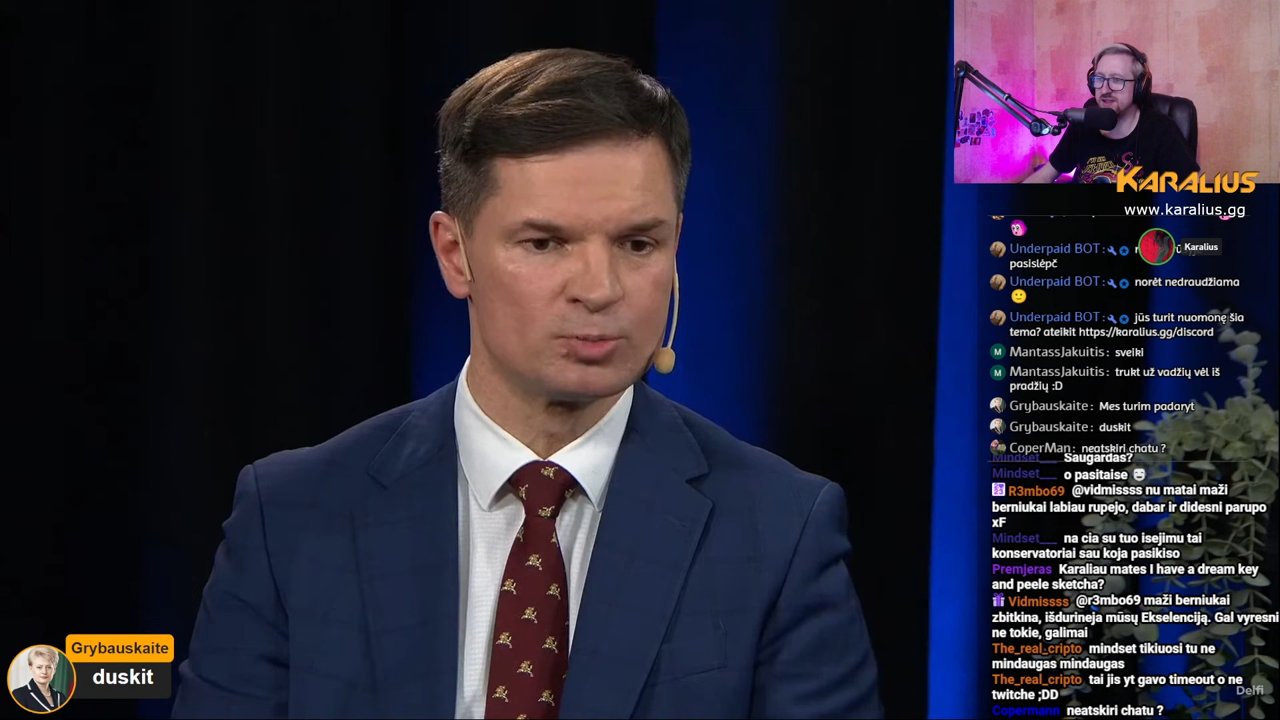 KARALIUS
www.karalius.gg
Karalius
Underpaid BOT:
pasislėpč
Underpaid BOT: norėt nedraudžiama
Underpaid BOT: jūs turit nuomonę šia
tema? ateikit https://karalius.gg/discord
M MantassJakuitis: sveiki
M MantassJakuitis: trukt už vadžių vėl iš
pradžių :D
Grybauskaite: Mes turim padaryt
Grybauskaite: duskit
CoperMan: neatskiri chatu ?
Mindset___ Saugardas?
Mindset___ o pasitaise
R3mbo69 @vidmissss nu matai maži
berniukai labiau rupejo, dabar ir didesni parupo
xF
Mindset___ na cia su tuo isejimu tai
konservatoriai sau koja pasikiso
Premjeras Karaliau mates I have a dream key
and peele sketcha?
Vidmissss @r3mbo69 maži berniukai
zbitkina, išdurineja mūsų Ekselenciją. Gal vyresni
ne tokie, galimai
The_real_cripto mindset tikiuosi tu ne
mindaugas mindaugas
The_real_cripto tai jis yt gavo timeout o ne
twitche ;DD
Copermann neatskiri chatu ?
Delfi
Grybauskaite
duskit